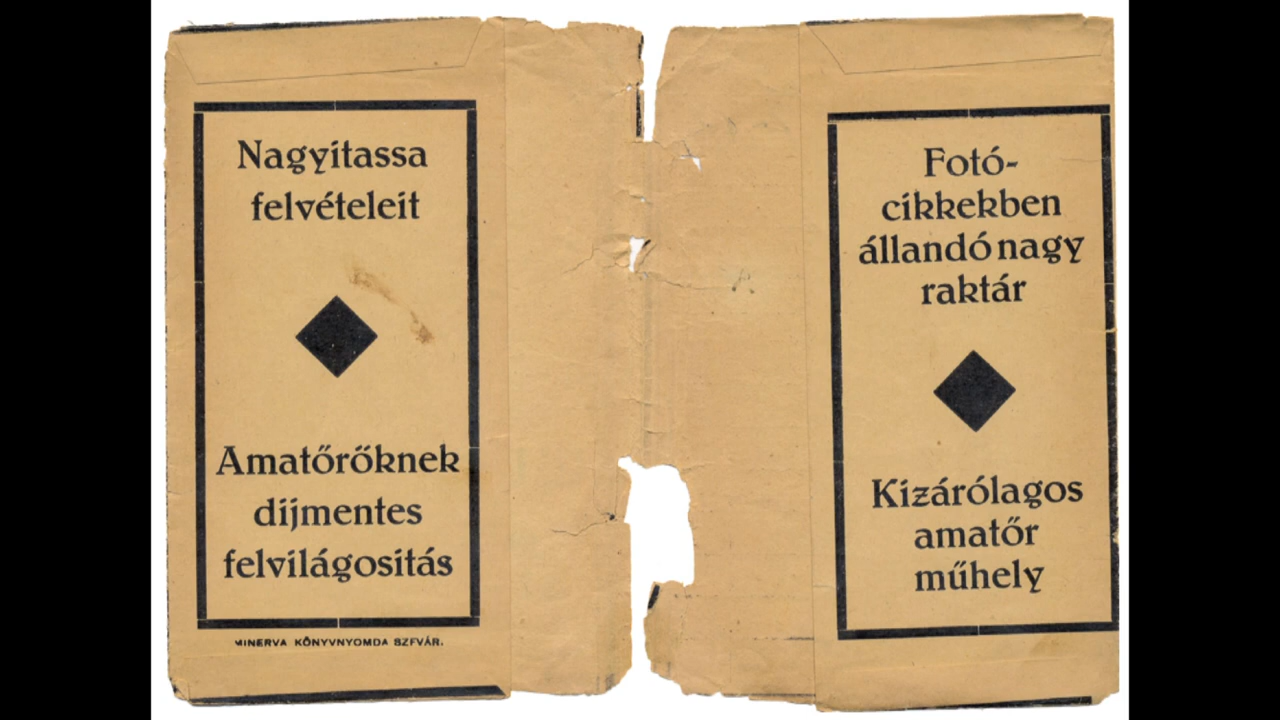 Nagyitassa
felvételeit
Amatőröknek
dijmentes
felvilágositás
MINERVA KÖNYVNYOMDA SZFVÁR.
Fotó-
cikkekben
állandó nagy
raktár
Kizárólagos
amatőr
műhely